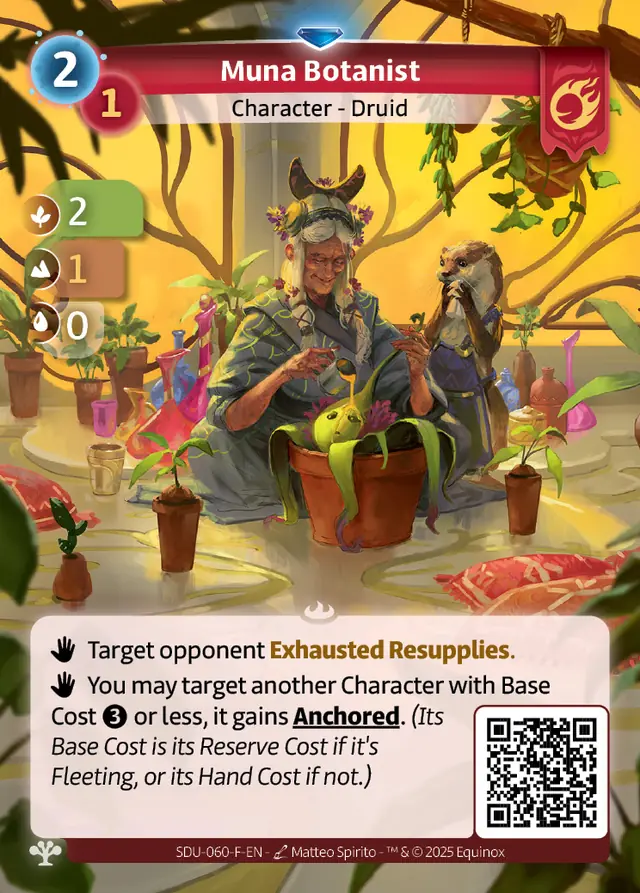 2
Muna Botanist
1
Character - Druid
2
1
0
Target opponent Exhausted Resupplies.
You may target another Character with Base
Cost 3 or less, it gains Anchored. (Its
Base Cost is its Reserve Cost if it's
Fleeting, or its Hand Cost if not.)
SDU-060-F-EN - Matteo Spirito - ™ & © 2025 Equinox